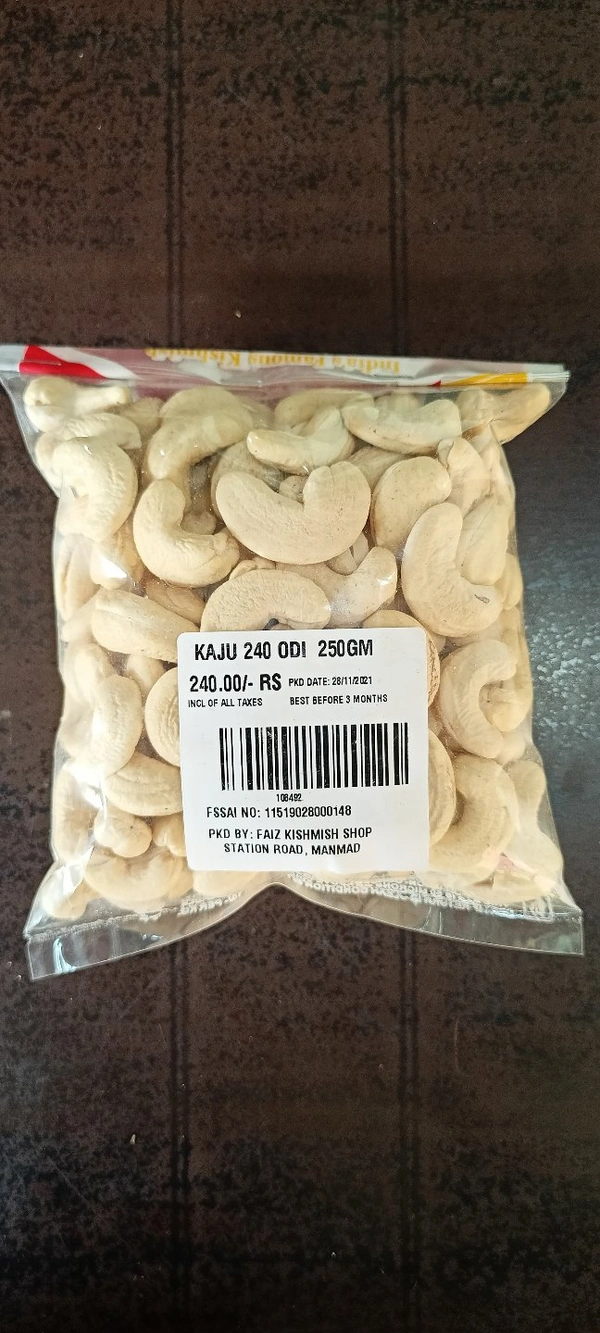 India's Famous Kishmish
KAJU 240 ODI 250GM
240.00/- RS PKD DATE: 28/11/2021
INCL OF ALL TAXES BEST BEFORE 3 MONTHS
108492
FSSAI NO: 11519028000148
PKD BY: FAIZ KISHMISH SHOP
STATION ROAD, MANMAD